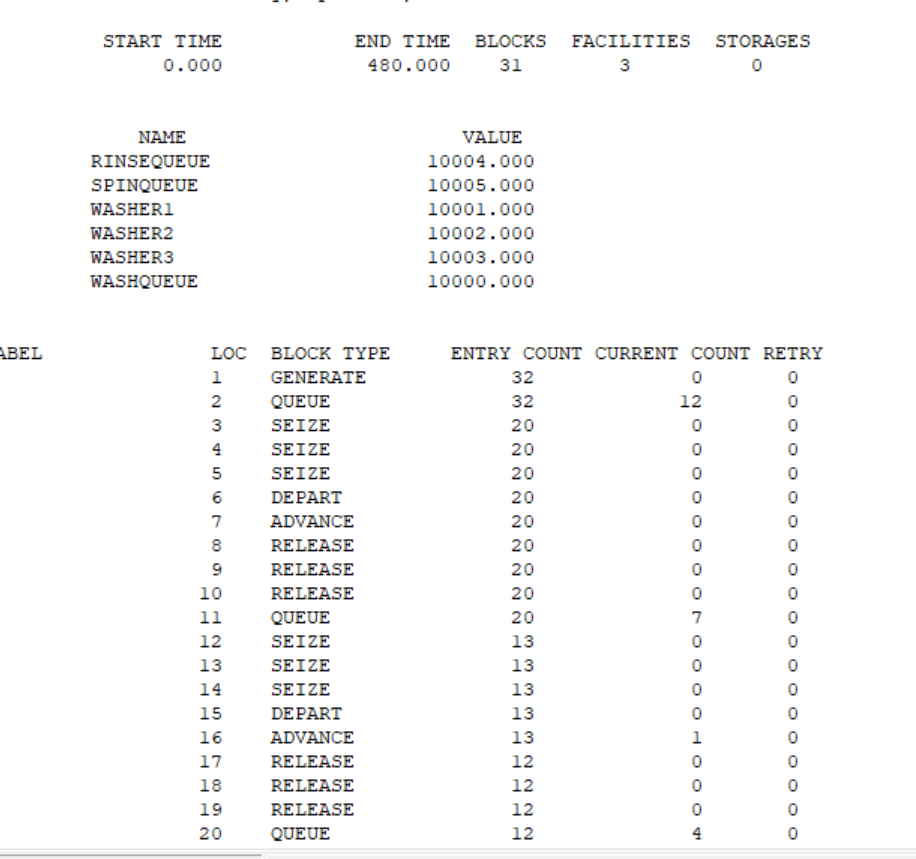 START TIME END TIME BLOCKS FACILITIES STORAGES
0.000 480.000 31 3 0
NAME VALUE
RINSEQUEUE 10004.000
SPINQUEUE 10005.000
WASHER1 10001.000
WASHER2 10002.000
WASHER3 10003.000
WASHQUEUE 10000.000
ABEL LOC BLOCK TYPE ENTRY COUNT CURRENT COUNT RETRY
1 GENERATE 32 0 0
2 QUEUE 32 12 0
3 SEIZE 20 0 0
4 SEIZE 20 0 0
5 SEIZE 20 0 0
6 DEPART 20 0 0
7 ADVANCE 20 0 0
8 RELEASE 20 0 0
9 RELEASE 20 0 0
10 RELEASE 20 0 0
11 QUEUE 20 7 0
12 SEIZE 13 0 0
13 SEIZE 13 0 0
14 SEIZE 13 0 0
15 DEPART 13 0 0
16 ADVANCE 13 1 0
17 RELEASE 12 0 0
18 RELEASE 12 0 0
19 RELEASE 12 0 0
20 QUEUE 12 4 0